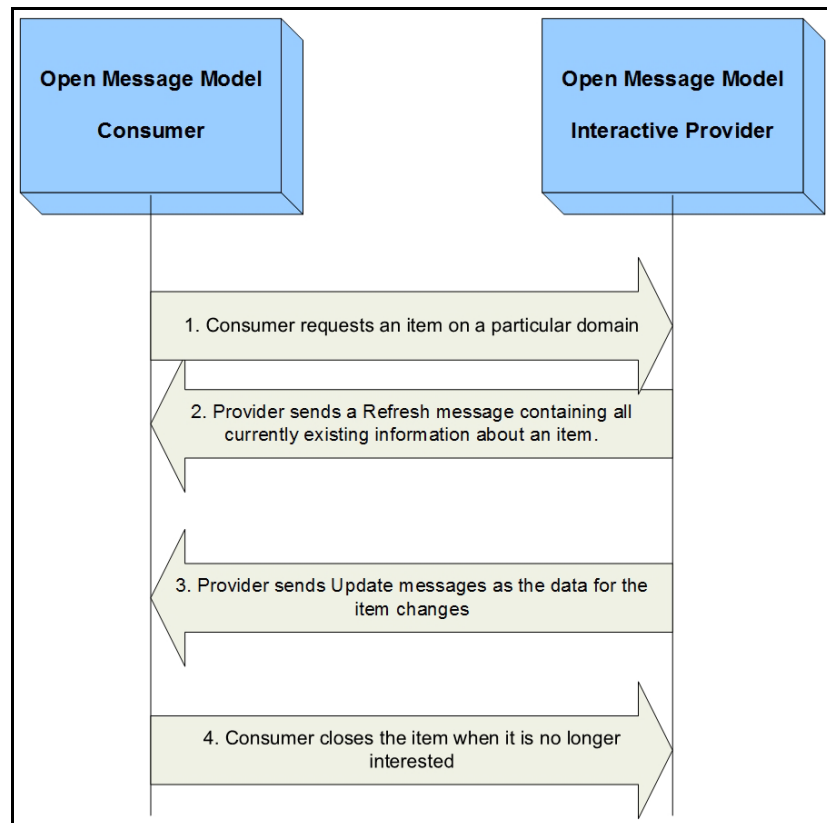 Open Message Model
Consumer
Open Message Model
Interactive Provider
1. Consumer requests an item on a particular domain
2. Provider sends a Refresh message containing all
currently existing information about an item.
3. Provider sends Update messages as the data for the
item changes
4. Consumer closes the item when it is no longer
interested